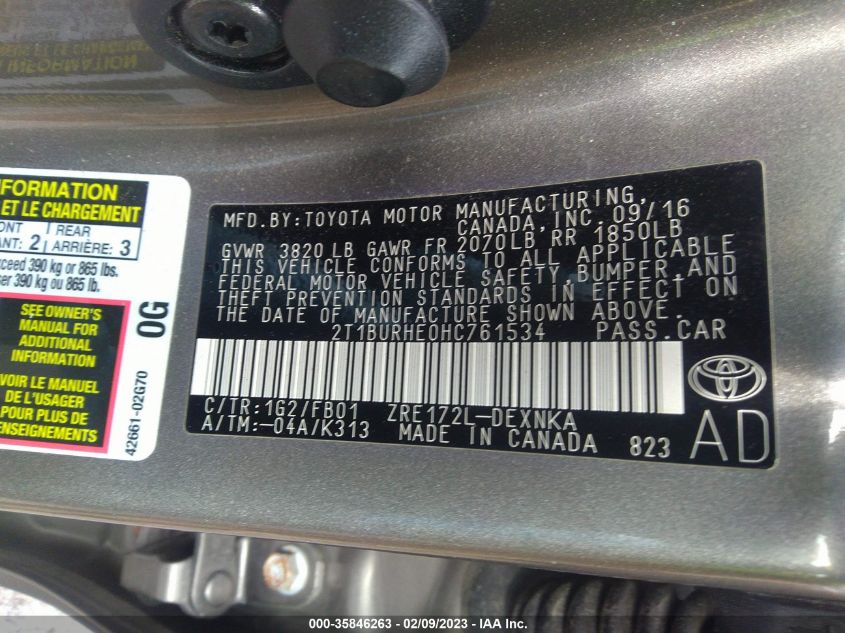 NFORMATION
ET LE CHARGEMENT
ONT REAR
ANT: 2 ARRIÈRE: 3
ceed 390 kg or 865 lbs.
ser 390 kg ou 865 lb.
SEE OWNER'S
MANUAL FOR
ADDITIONAL
INFORMATION
VOIR LE MANUEL
DE L'USAGER
POUR PLUS DE
ENSEIGNEMENTS
0G
42661-02G70
MFD.BY:TOYOTA MOTOR MANUFACTURING,
CANADA, INC. 09/16
GVWR 3820 LB GAWR FR 2070LB, RR 1850LB
THIS VEHICLE CONFORMS TO ALL APPLICABLE
FEDERAL MOTOR VEHICLE SAFETY, BUMPER, AND
THEFT PREVENTION STANDARDS IN EFFECT ON
THE DATE OF MANUFACTURE SHOWN ABOVE.
2T1BURHE0HC761534 PASS.CAR
C/TR:1G2/FB01 ZRE172L-DEXNKA
A/TM:-04A/K313 MADE IN CANADA 823
AD
000-35846263 - 02/09/2023 - IAA Inc.